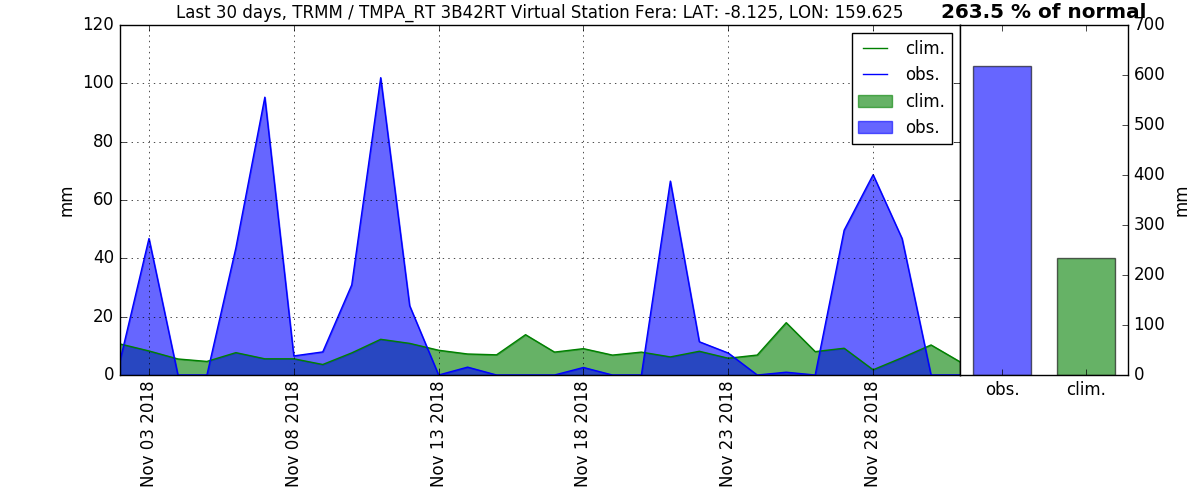 Last 30 days, TRMM / TMPA_RT 3B42RT Virtual Station Fera: LAT: -8.125, LON: 159.625
263.5 % of normal
120
100
80
60
40
20
0
mm
clim.
obs.
clim.
obs.
Nov 03 2018
Nov 08 2018
Nov 13 2018
Nov 18 2018
Nov 23 2018
Nov 28 2018
700
600
500
400
300
200
100
0
mm
obs.
clim.